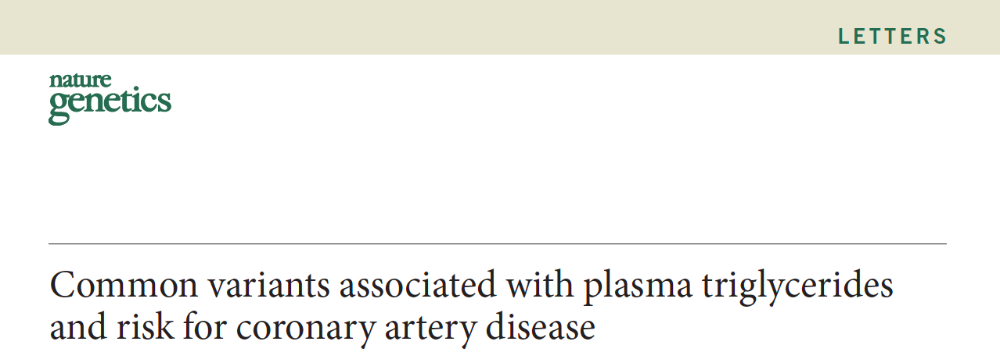 LETTERS
nature
genetics
Common variants associated with plasma triglycerides
and risk for coronary artery disease